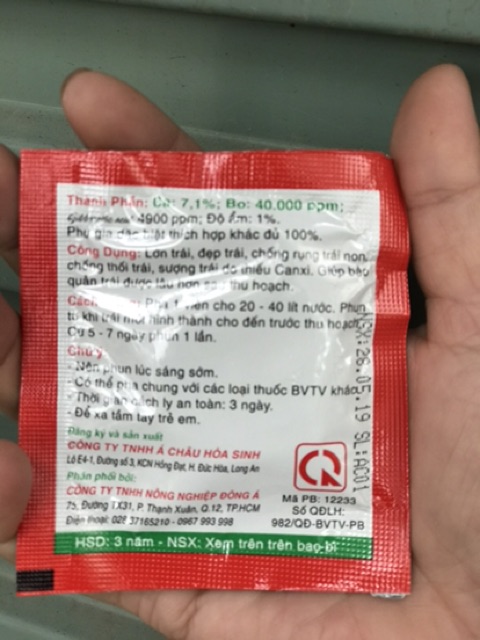 Thành Phần: Ca: 7,1%; Bo: 40.000 ppm;
Gibberellic acid 4900 ppm; Độ ẩm: 1%.
Phụ gia đặc biệt thích hợp khác đủ 100%.
Công Dụng: Lớn trái, đẹp trái, chống rụng trái non,
chống thối trái, sượng trái do thiếu Canxi. Giúp bảo
quản trái được lâu hơn sau thu hoạch.
Cách Pha 1 cho 20 - 40 lít nước. Phun
từ khi trái mới hình thành cho đến trước thu hoạch.
Cứ 5 - 7 ngày phun 1 lần.
Chú ý
- Nên phun lúc sáng sớm.
- Có thể pha chung với các loại thuốc BVTV khác.
- Thời gian cách ly an toàn: 3 ngày.
- Để xa tầm tay trẻ em.
Đăng ký và sản xuất
CÔNG TY TNHH Á CHÂU HÓA SINH
Lô E4-1, Đường số 3, KCN Hồng Đạt, H. Đức Hòa, Long An
Phân phối bởi:
CÔNG TY TNHH NÔNG NGHIỆP ĐÔNG Á
75, Đường TX31, P. Thạnh Xuân, Q.12, TP.HCM
Điện thoại: 028 37165210 - 0967 993 998
Mã PB: 12233
Số QĐLH:
982/QĐ-BVTV-PB
HSD: 3 năm - NSX: Xem trên trên bao bì
NSX: 26.05.19 SL:AC01